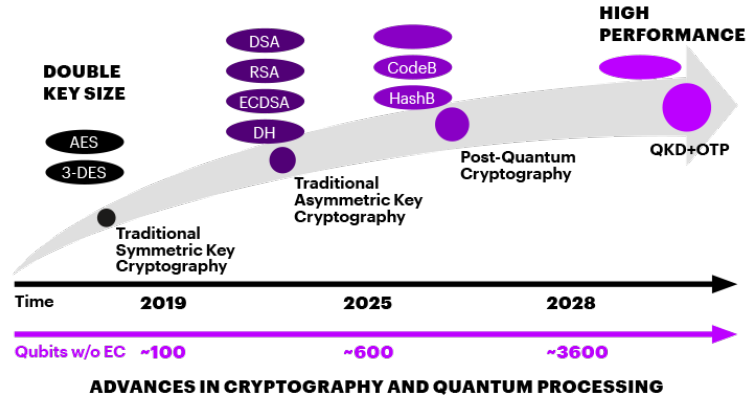 HIGH
PERFORMANCE
DOUBLE
KEY SIZE
DSA
RSA
ECDSA
DH
CodeB
HashB
AES
3-DES
QKD+OTP
Post-Quantum
Cryptography
Traditional
Asymmetric Key
Cryptography
Traditional
Symmetric Key
Cryptography
Time 2019 2025 2028
Qubits w/o EC ~100 ~600 ~3600
ADVANCES IN CRYPTOGRAPHY AND QUANTUM PROCESSING